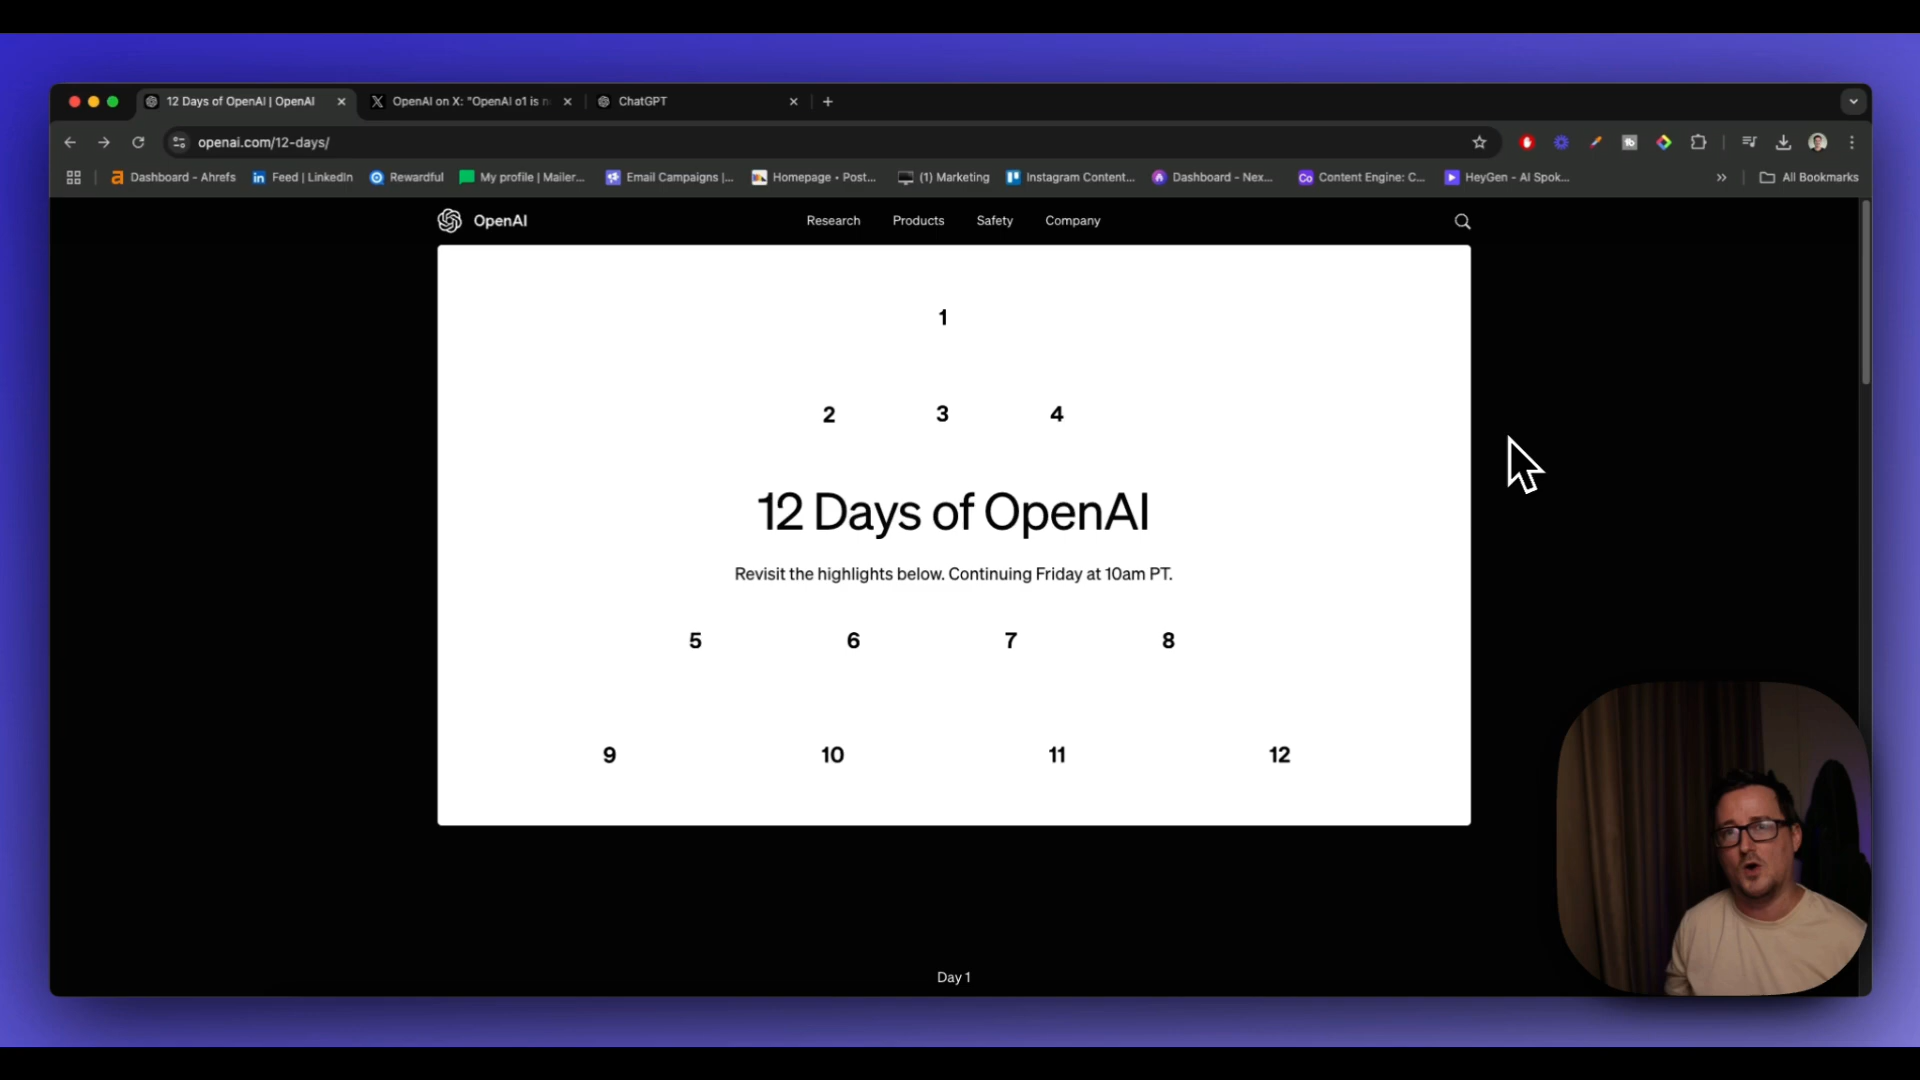 12 Days of OpenAI | OpenAI
OpenAI on X: "OpenAI o1 is n
ChatGPT
openai.com/12-days/
Dashboard - Ahrefs
Feed | LinkedIn
Rewardful
My profile | Mailer...
Email Campaigns |...
Homepage • Post...
(1) Marketing
Instagram Content...
Dashboard - Nex...
Content Engine: C...
HeyGen - AI Spok...
All Bookmarks
OpenAI
Research
Products
Safety
Company
1
2 3 4
12 Days of OpenAI
Revisit the highlights below. Continuing Friday at 10am PT.
5 6 7 8
9 10 11 12
Day 1